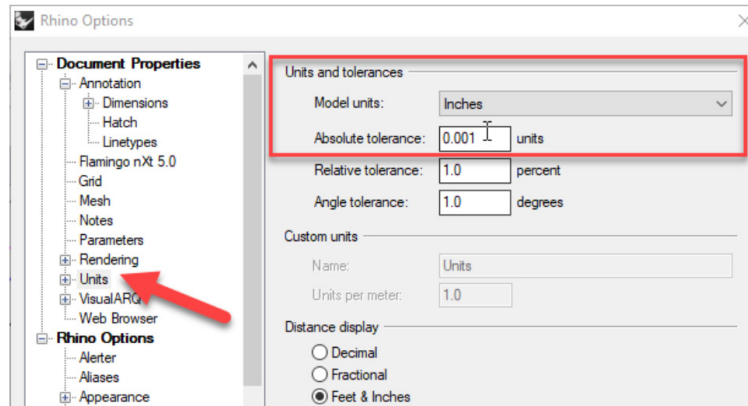 Rhino Options
Document Properties
Annotation
Dimensions
Hatch
Linetypes
Flamingo nXt 5.0
Grid
Mesh
Notes
Parameters
Rendering
Units
VisualARQ
Web Browser
Rhino Options
Alerter
Aliases
Appearance
Units and tolerances
Model units: Inches
Absolute tolerance: 0.001 units
Relative tolerance: 1.0 percent
Angle tolerance: 1.0 degrees
Custom units
Name: Units
Units per meter: 1.0
Distance display
Decimal
Fractional
Feet & Inches